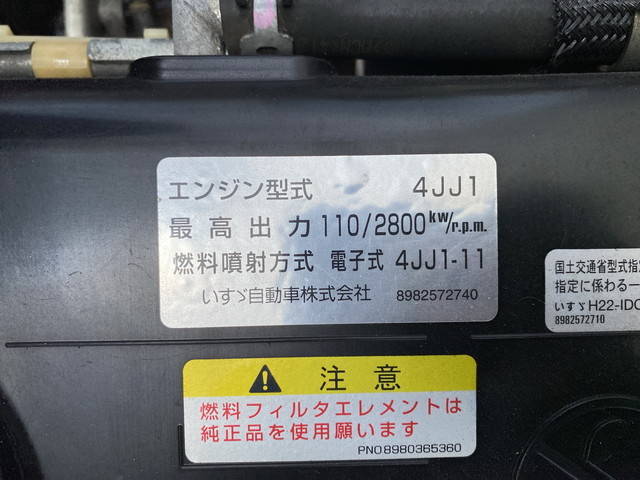 エンジン型式 4JJ1
最高出力 110/2800 kw/r.p.m.
燃料噴射方式 電子式 4JJ1-11
いすゞ自動車株式会社 8982572740
国土交通省型式指
指定に係わる一
いすゞH22-IDC
8982572710
注意
燃料フィルタエレメントは
純正品を使用願います
PNO8980365360